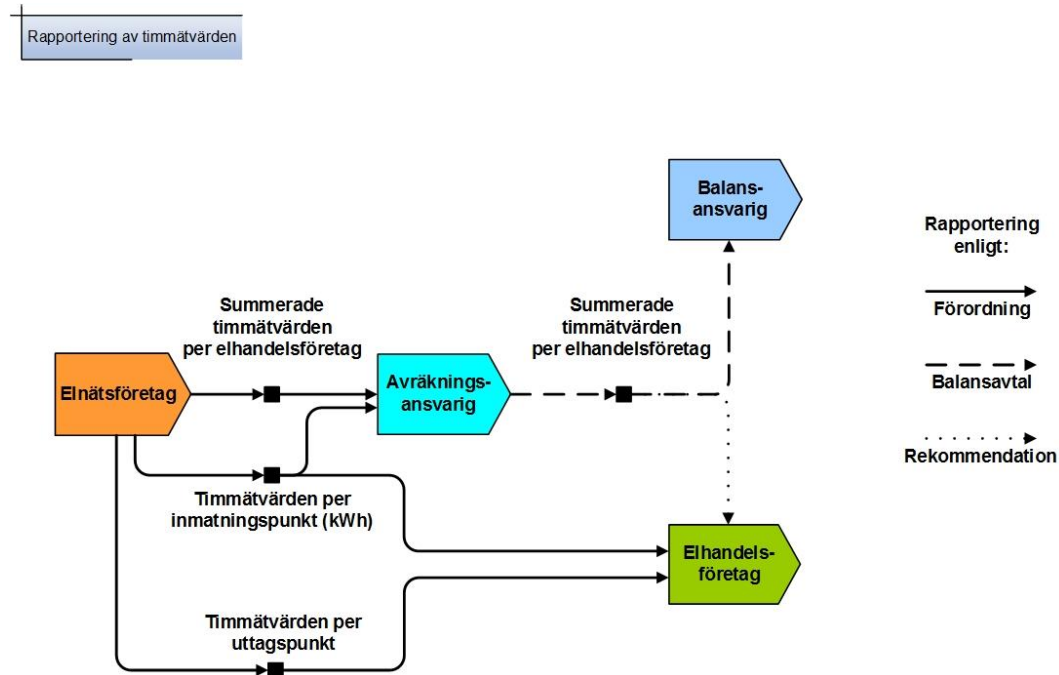 Rapportering av timmätvärden
Balans-
ansvarig
Rapportering
enligt:
Förordning
Balansavtal
Rekommendation
Summerade
timmätvärden
per elhandelsföretag
Summerade
timmätvärden
per elhandelsföretag
Elnätsföretag
Avräknings-
ansvarig
Timmätvärden per
inmatningspunkt (kWh)
Elhandels-
företag
Timmätvärden per
uttagspunkt